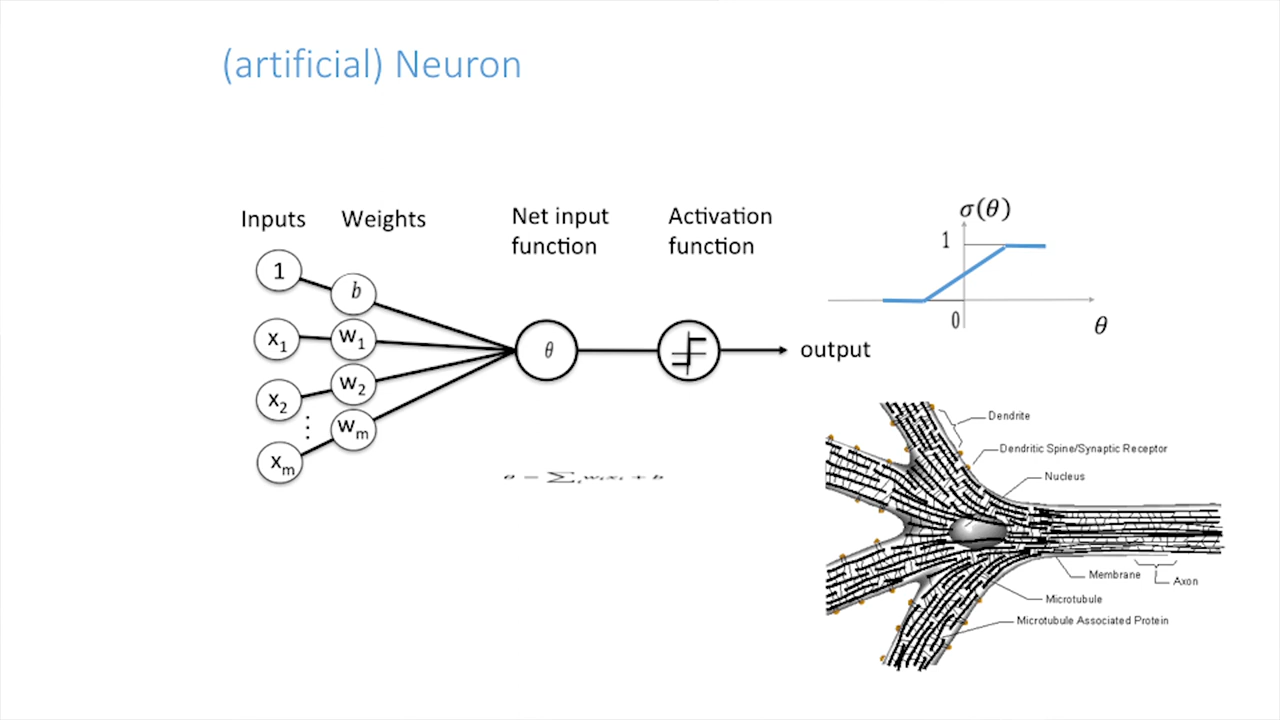 (artificial) Neuron
Inputs
Weights
Net input
function
Activation
function
1
b
x₁
w₁
x₂
w₂
⋮
wₘ
xₘ
θ
output
θ = ∑ᵢ wᵢxᵢ + b
σ(θ)
1
0
θ
Dendrite
Dendritic Spine/Synaptic Receptor
Nucleus
Membrane
Axon
Microtubule
Microtubule Associated Protein